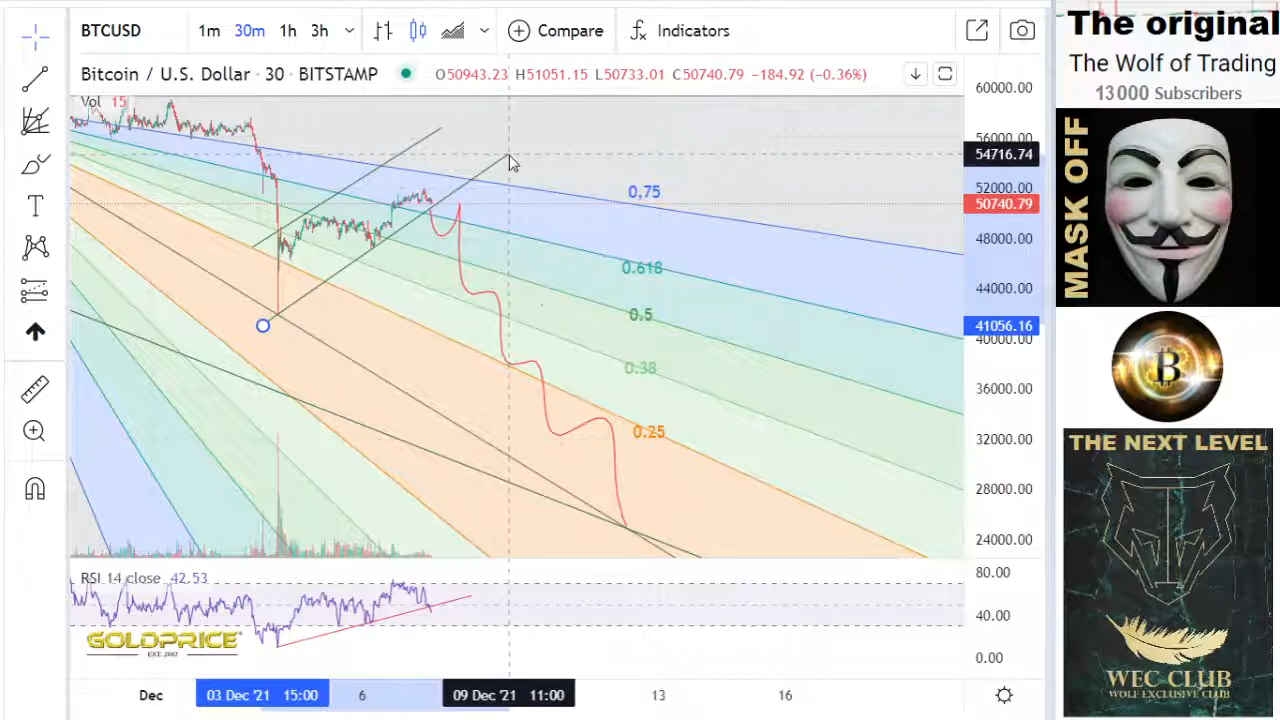 BTCUSD 1m 30m 1h 3h Compare Indicators
Bitcoin / U.S. Dollar · 30 · BITSTAMP O50943.23 H51051.15 L50733.01 C50740.79 −184.92 (−0.36%)
Vol 15
60000.00
56000.00
54716.74
52000.00
50740.79
48000.00
44000.00
41056.16
40000.00
36000.00
32000.00
28000.00
24000.00
0,75
0.618
0.5
0.38
0.25
RSI 14 close 42.53
80.00
40.00
0.00
GOLDPRICE
EST. 2002
Dec 03 Dec '21 15:00 6 09 Dec '21 11:00 13 16
T
The original
The Wolf of Trading
13000 Subscribers
MASK OFF
B
THE NEXT LEVEL
WEC CLUB
WOLF EXCLUSIVE CLUB